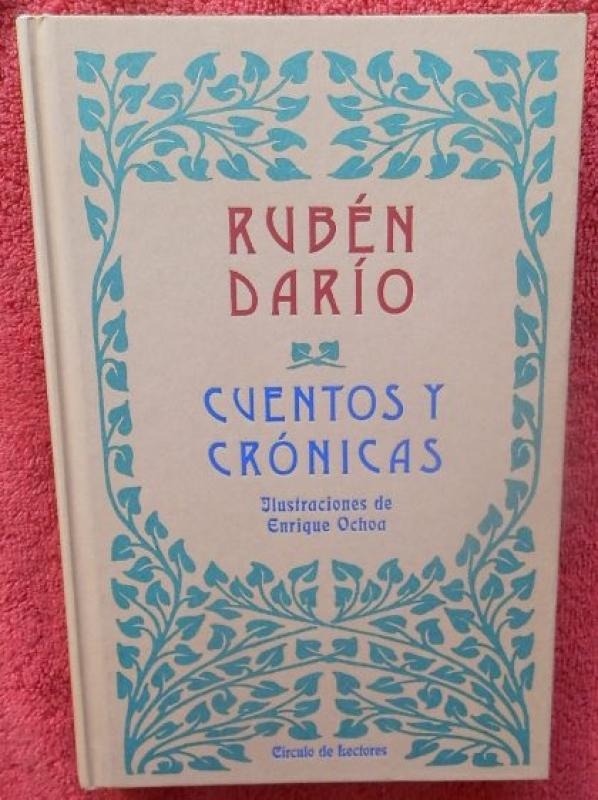 RUBÉN
DARÍO
CUENTOS Y
CRÓNICAS
Ilustraciones de
Enrique Ochoa
Círculo de Lectores